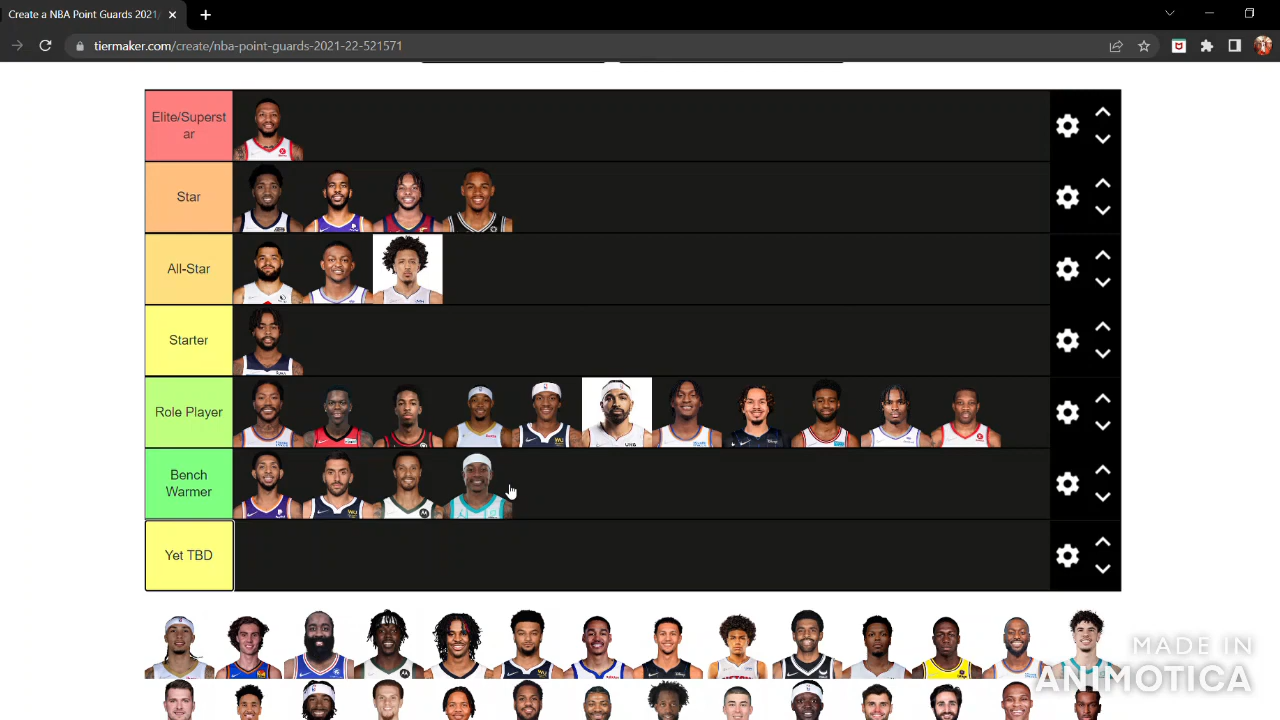 Create a NBA Point Guards 2021/
tiermaker.com/create/nba-point-guards-2021-22-521571
Elite/Superst
ar
Star
All-Star
Starter
Role Player
Bench
Warmer
Yet TBD
MADE IN
ANIMOTICA